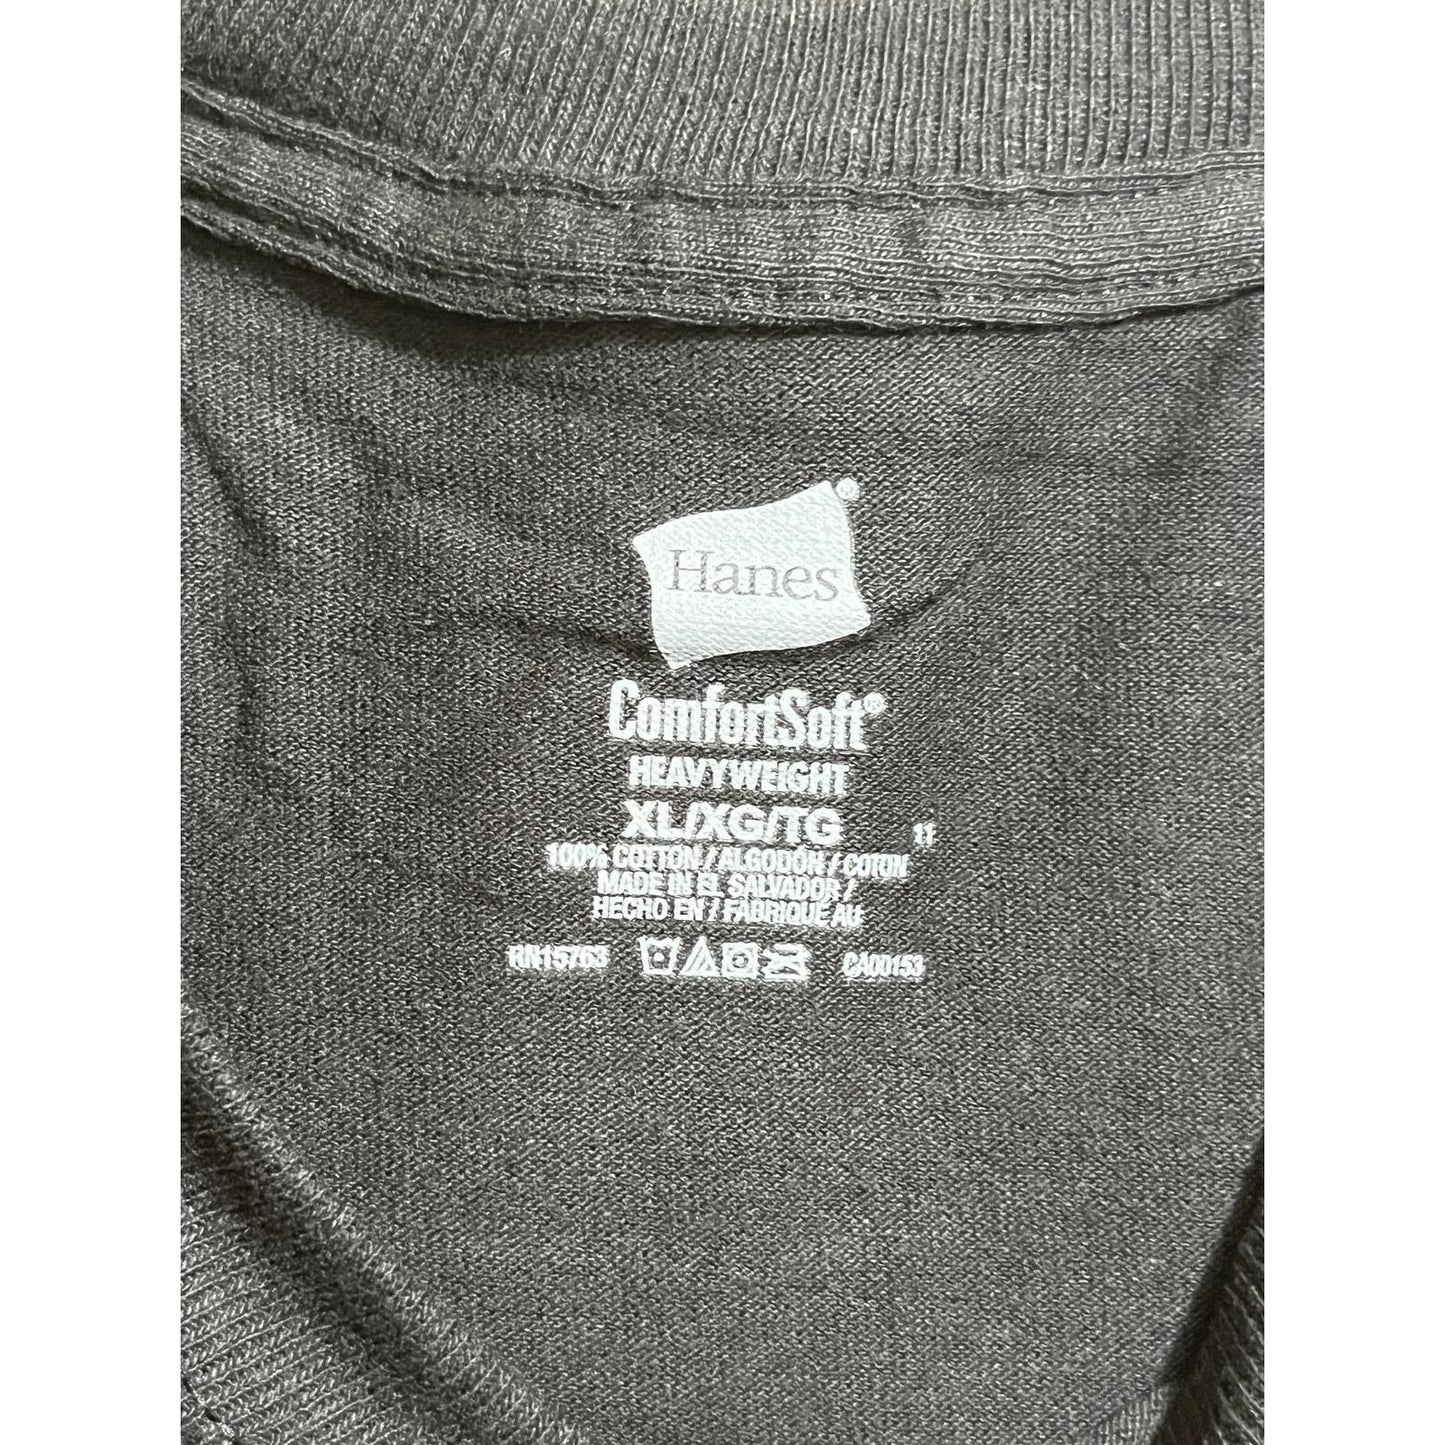 Hanes®
ComfortSoft®
HEAVYWEIGHT
XL/XG/TG 11
100% COTTON / ALGODÓN / COTON
MADE IN EL SALVADOR /
HECHO EN / FABRIQUÉ AU
RN15763 CA00153